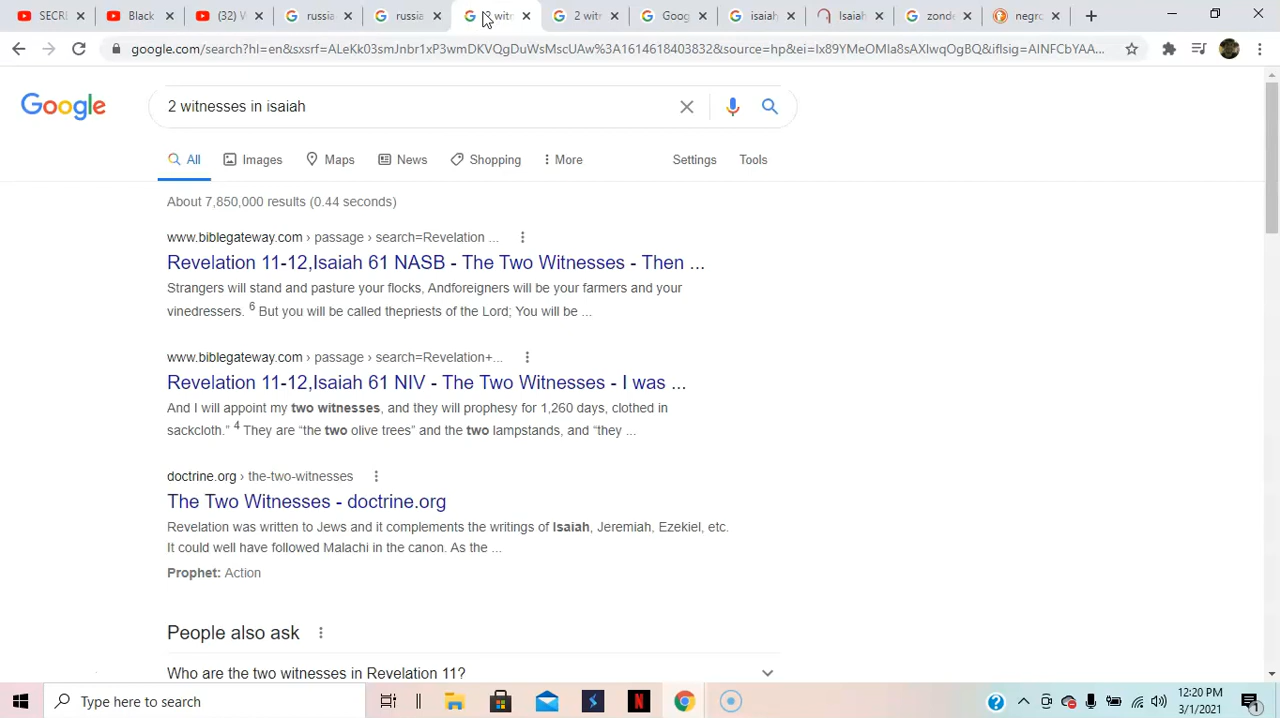 SECRE
Black
(32) W
russia
russia
2 witn
2 witn
Goog
isaiah
Isaiah
zonde
negro
google.com/search?hl=en&sxsrf=ALeKk03smJnbr1xP3wmDKVQgDuWsMscUAw%3A1614618403832&source=hp&ei=Ix89YMeOMIa8sAXIwqOgBQ&iflsig=AINFCbYAA...
Google
2 witnesses in isaiah
All Images Maps News Shopping More Settings Tools
About 7,850,000 results (0.44 seconds)
www.biblegateway.com › passage › search=Revelation ...
Revelation 11-12,Isaiah 61 NASB - The Two Witnesses - Then ...
Strangers will stand and pasture your flocks, Andforeigners will be your farmers and your
vinedressers. 6 But you will be called thepriests of the Lord; You will be ...
www.biblegateway.com › passage › search=Revelation+...
Revelation 11-12,Isaiah 61 NIV - The Two Witnesses - I was ...
And I will appoint my two witnesses, and they will prophesy for 1,260 days, clothed in
sackcloth.” 4 They are “the two olive trees” and the two lampstands, and “they ...
doctrine.org › the-two-witnesses
The Two Witnesses - doctrine.org
Revelation was written to Jews and it complements the writings of Isaiah, Jeremiah, Ezekiel, etc.
It could well have followed Malachi in the canon. As the ...
Prophet: Action
People also ask
Who are the two witnesses in Revelation 11?
Type here to search
12:20 PM
3/1/2021